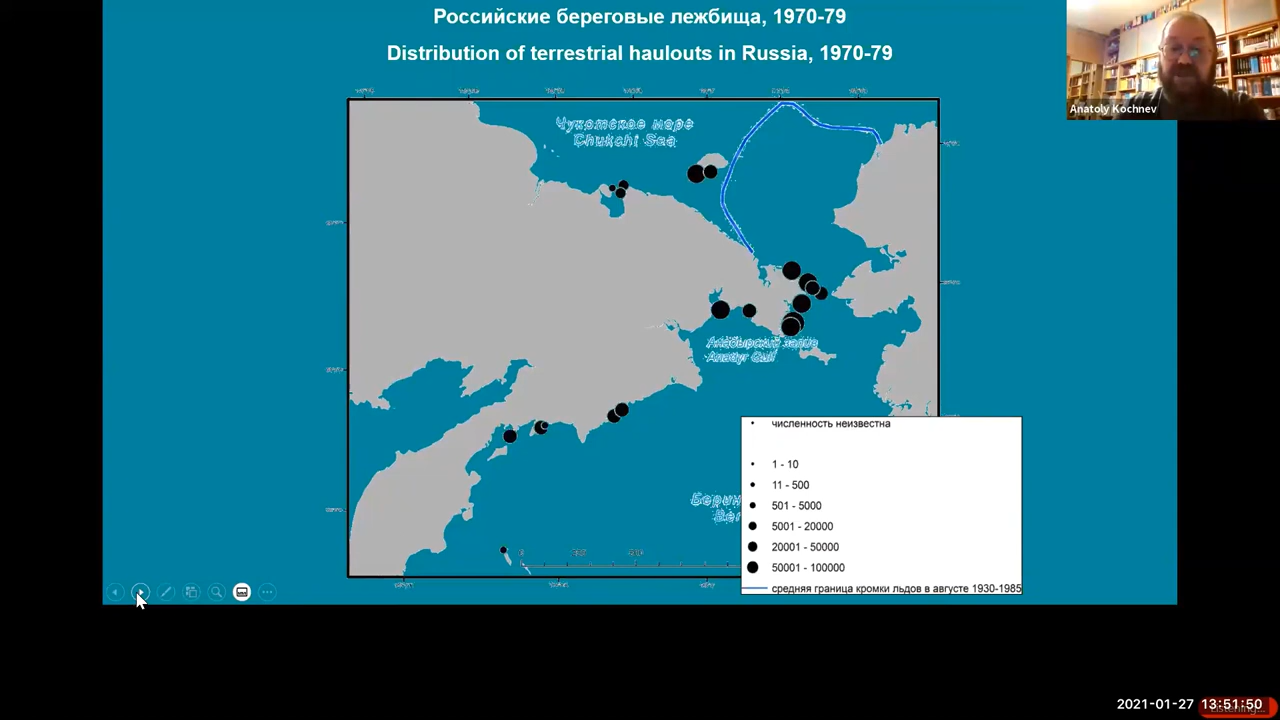 Российские береговые лежбища, 1970-79
Distribution of terrestrial haulouts in Russia, 1970-79
Anatoly Kochnev
Чукотское море
Chukchi Sea
Анадырский залив
Anadyr Gulf
численность неизвестна
1 - 10
11 - 500
501 - 5000
5001 - 20000
20001 - 50000
50001 - 100000
средняя граница кромки льдов в августе 1930-1985
2021-01-27 13:51:50
Listening...